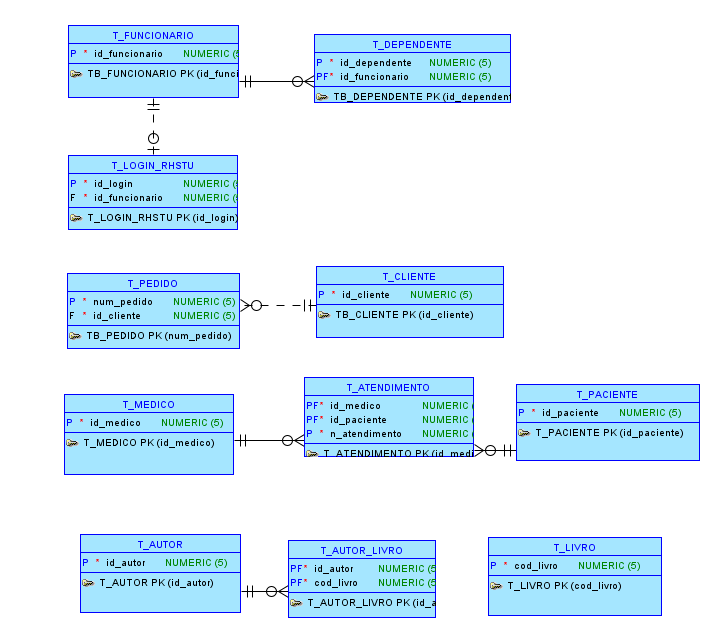 T_FUNCIONARIO
P * id_funcionario NUMERIC (5
TB_FUNCIONARIO PK (id_funci
T_DEPENDENTE
P * id_dependente NUMERIC (5)
PF* id_funcionario NUMERIC (5)
TB_DEPENDENTE PK (id_dependent
T_LOGIN_RHSTU
P * id_login NUMERIC (5
F * id_funcionario NUMERIC (5
T_LOGIN_RHSTU PK (id_login)
T_PEDIDO
P * num_pedido NUMERIC (5)
F * id_cliente NUMERIC (5)
TB_PEDIDO PK (num_pedido)
T_CLIENTE
P * id_cliente NUMERIC (5)
TB_CLIENTE PK (id_cliente)
T_MEDICO
P * id_medico NUMERIC (5)
T_MEDICO PK (id_medico)
T_ATENDIMENTO
PF* id_medico NUMERIC (
PF* id_paciente NUMERIC (
P * n_atendimento NUMERIC (
T_ATENDIMENTO PK (id_medi
T_PACIENTE
P * id_paciente NUMERIC (5)
T_PACIENTE PK (id_paciente)
T_AUTOR
P * id_autor NUMERIC (5)
T_AUTOR PK (id_autor)
T_AUTOR_LIVRO
PF* id_autor NUMERIC (5
PF* cod_livro NUMERIC (5
T_AUTOR_LIVRO PK (id_a
T_LIVRO
P * cod_livro NUMERIC (5)
T_LIVRO PK (cod_livro)